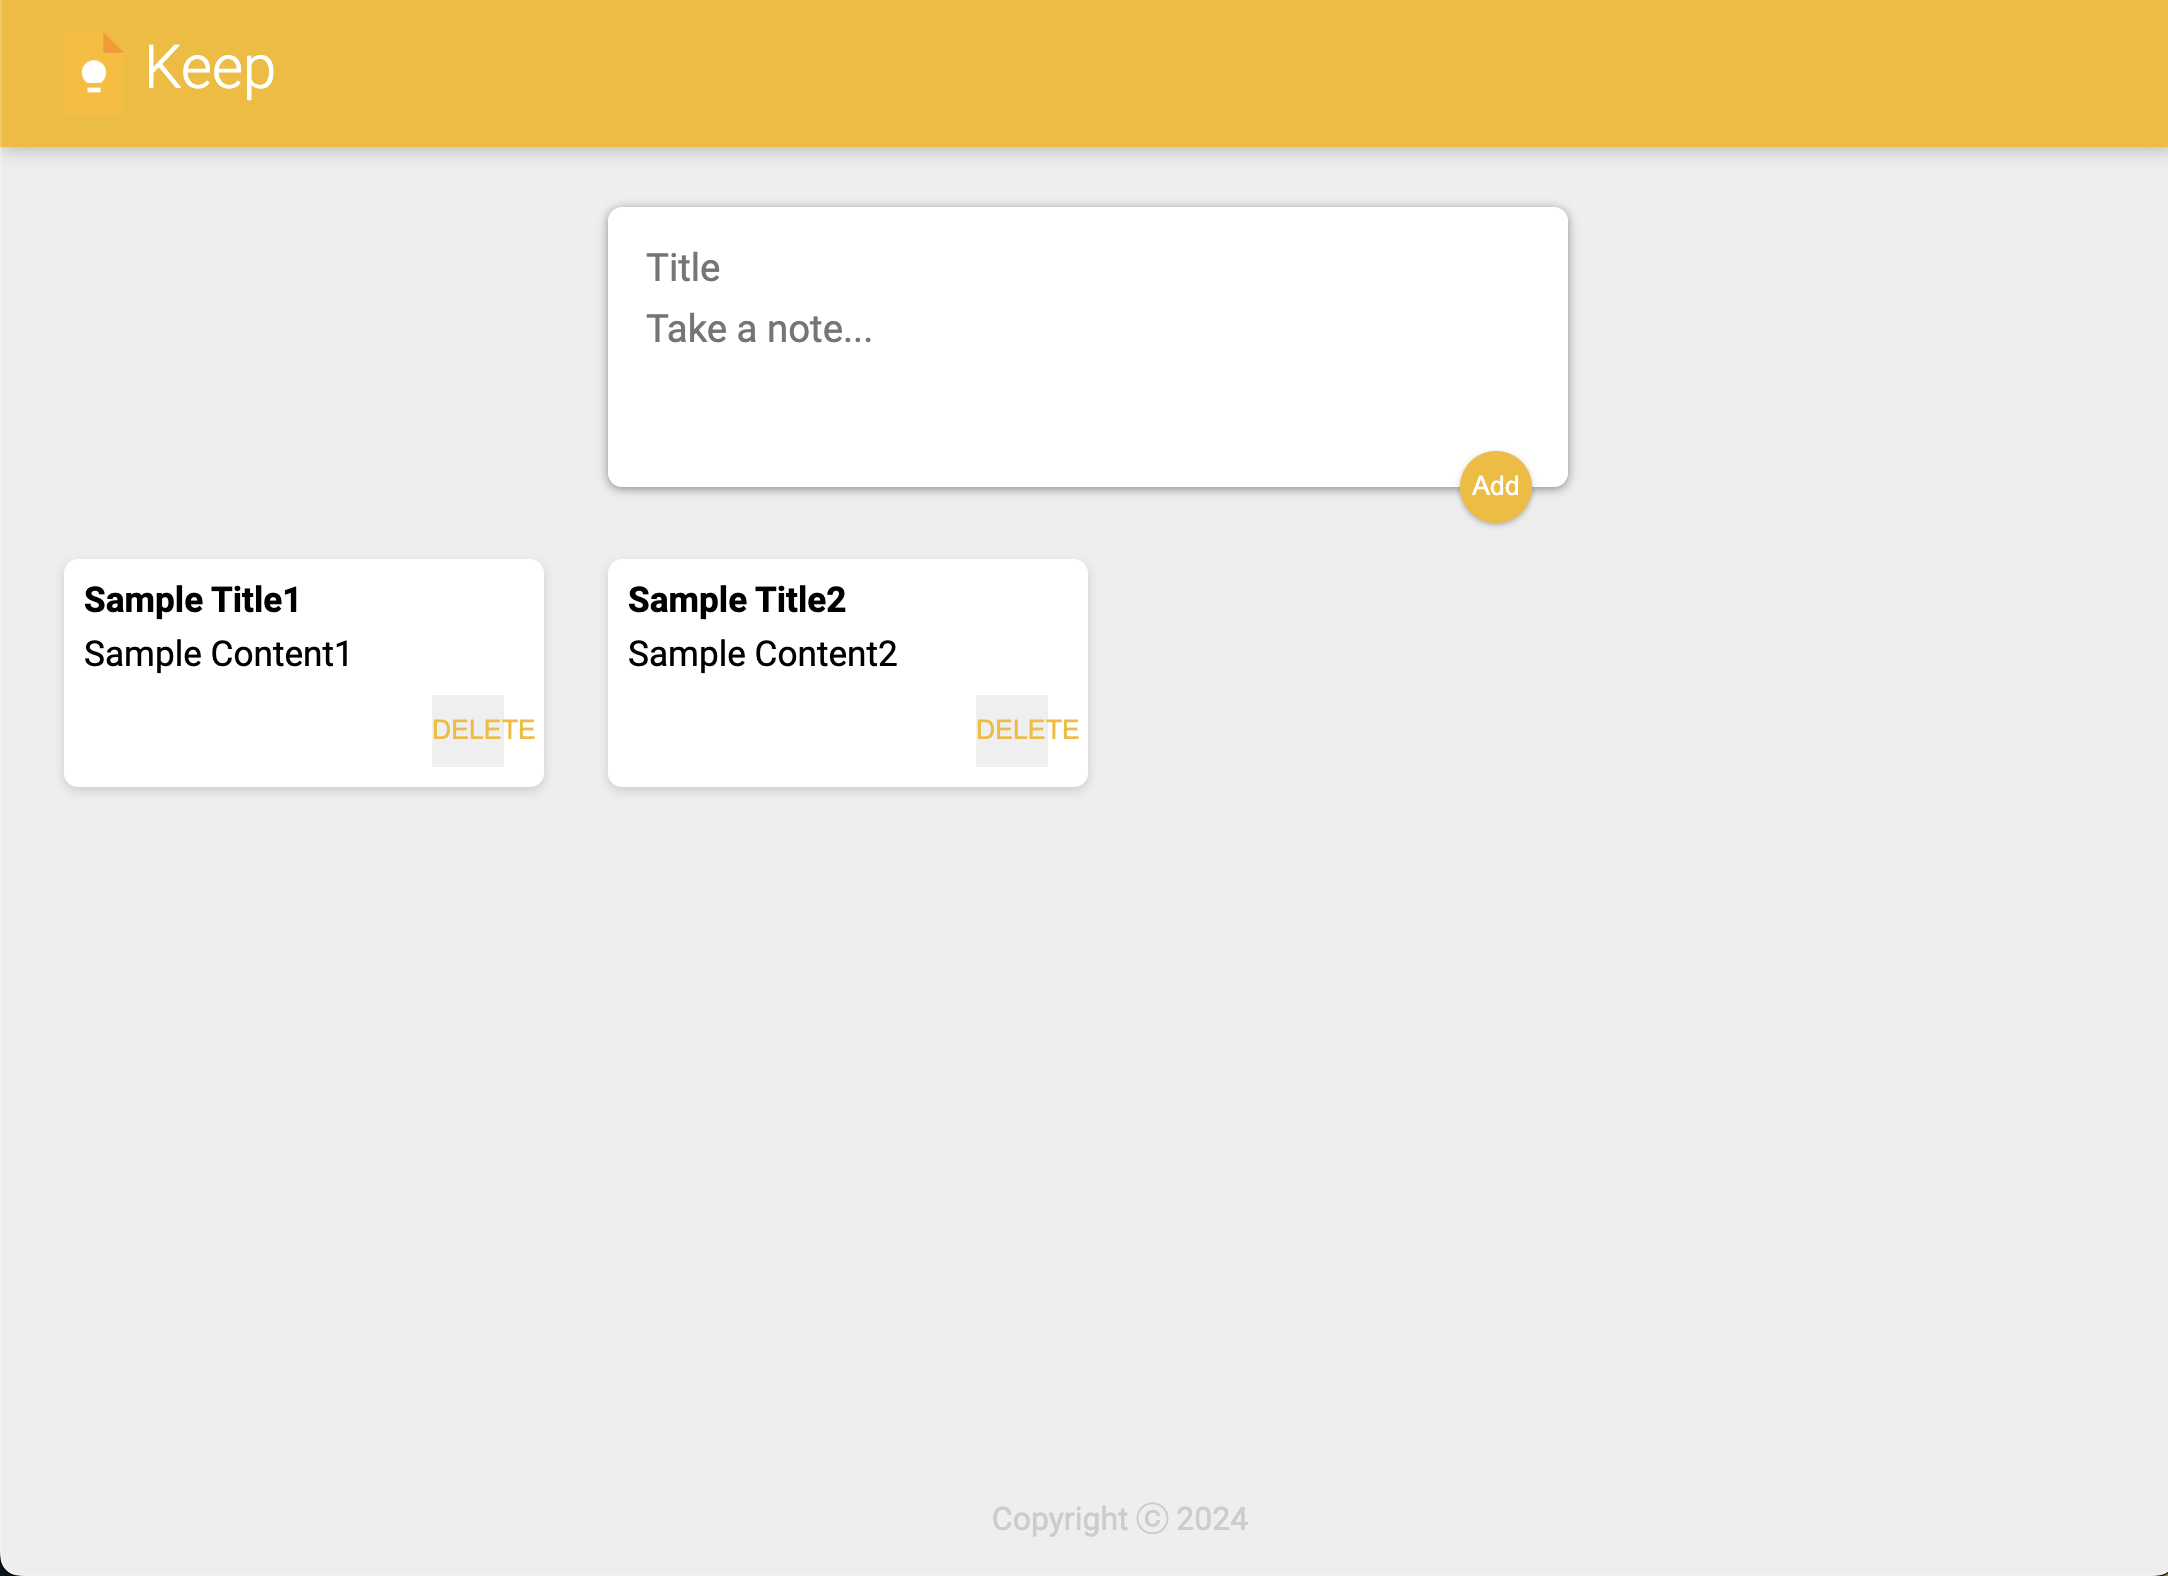 Keep
Title
Take a note...
Add
Sample Title1
Sample Content1
DELETE
Sample Title2
Sample Content2
DELETE
Copyright ⓒ 2024